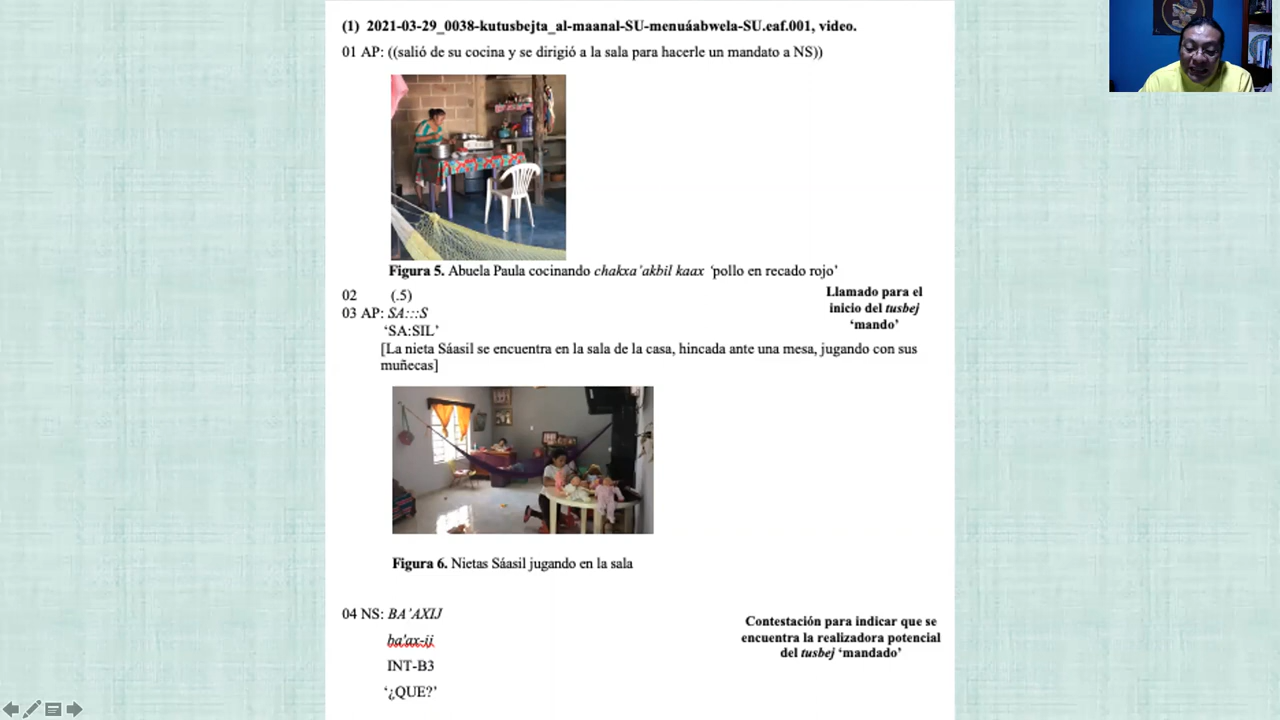 (1) 2021-03-29_0038-kutusbejta_al-maanal-SU-menuáabwela-SU.eaf.001, video.
01 AP: ((salió de su cocina y se dirigió a la sala para hacerle un mandato a NS))
Figura 5. Abuela Paula cocinando chakxa'akbil kaax 'pollo en recado rojo'
02 (.5)
03 AP: SA:::S
'SA:SIL'
Llamado para el
inicio del tusbej
'mando'
[La nieta Sáasil se encuentra en la sala de la casa, hincada ante una mesa, jugando con sus
muñecas]
Figura 6. Nietas Sáasil jugando en la sala
04 NS: BA'AXIJ
ba'ax-ij
INT-B3
'¿QUE?'
Contestación para indicar que se
encuentra la realizadora potencial
del tusbej 'mandado'